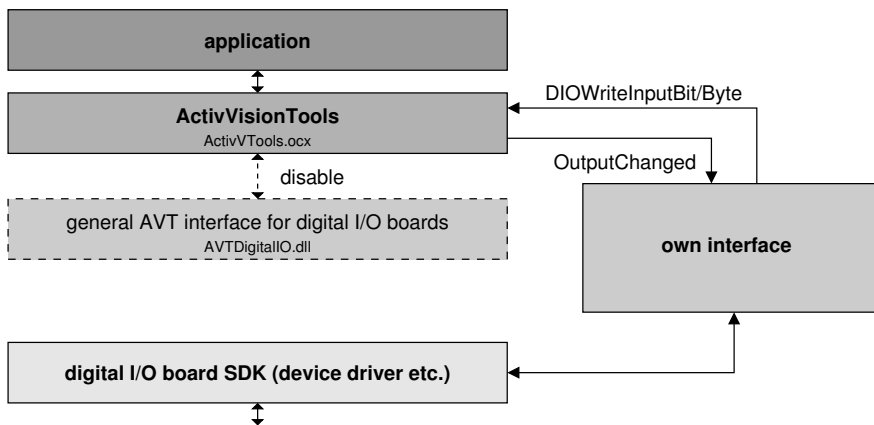 application
DIOWriteInputBit/Byte
ActivVisionTools
ActivVTools.ocx
OutputChanged
disable
general AVT interface for digital I/O boards
AVTDigitalIO.dll
own interface
digital I/O board SDK (device driver etc.)